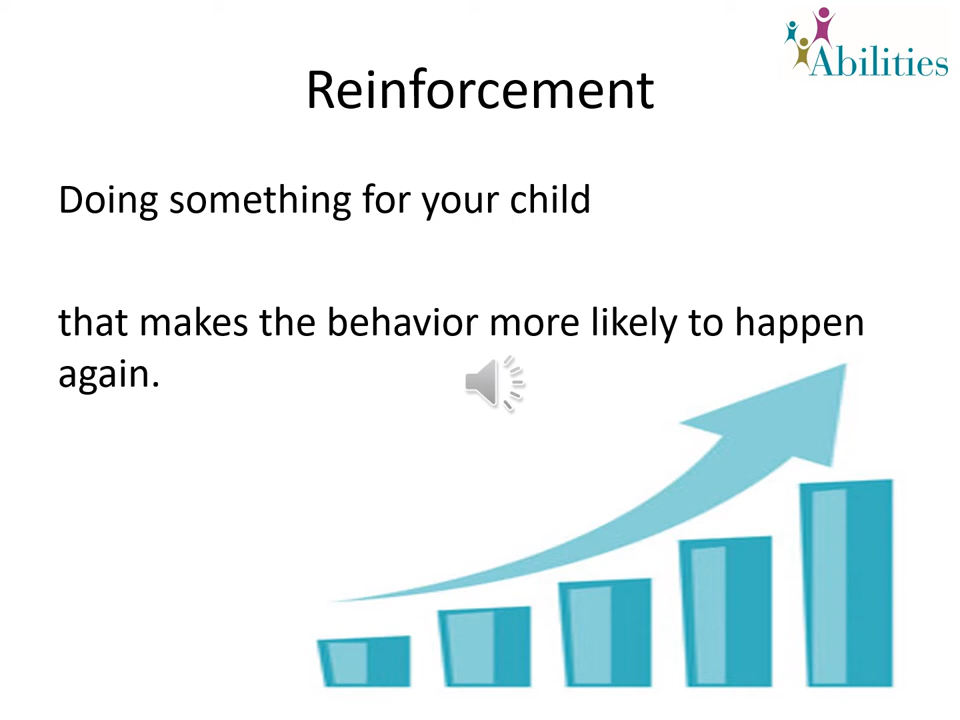 Abilities
Reinforcement
Doing something for your child
that makes the behavior more likely to happen
again.